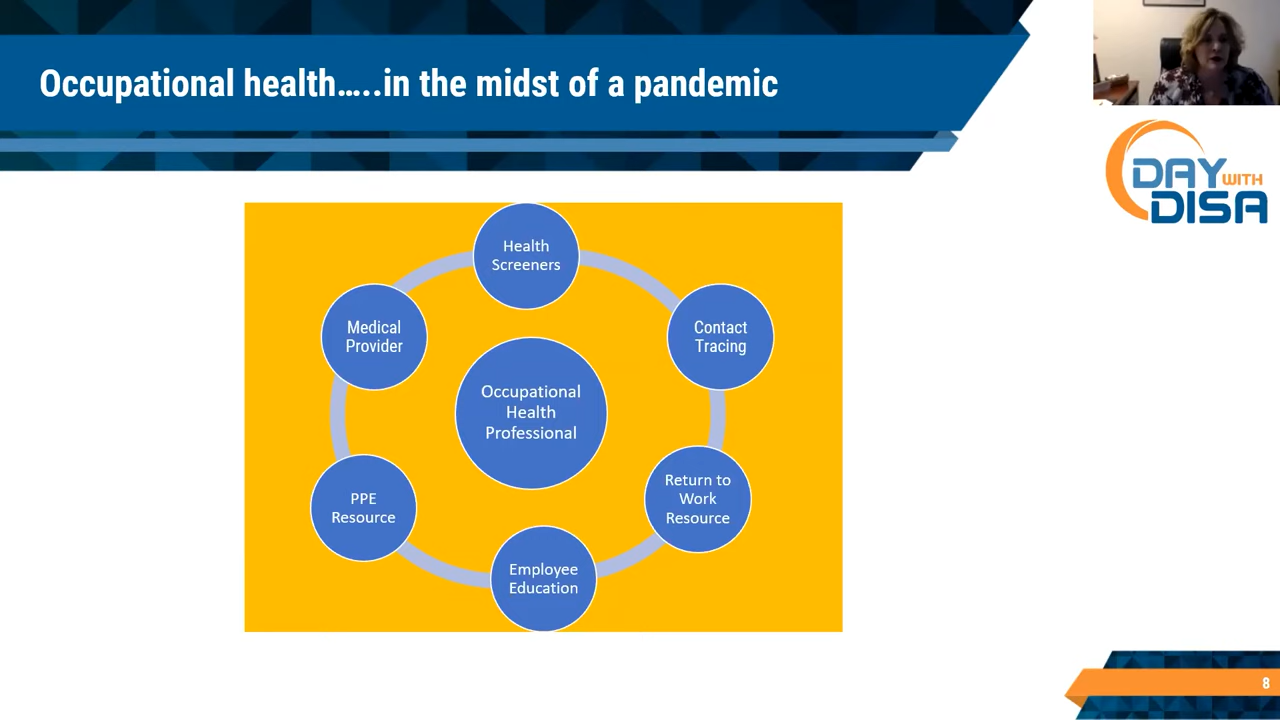 Occupational health…..in the midst of a pandemic
DAY WITH
DISA
Health
Screeners
Medical
Provider
Contact
Tracing
Occupational
Health
Professional
PPE
Resource
Return to
Work
Resource
Employee
Education
8